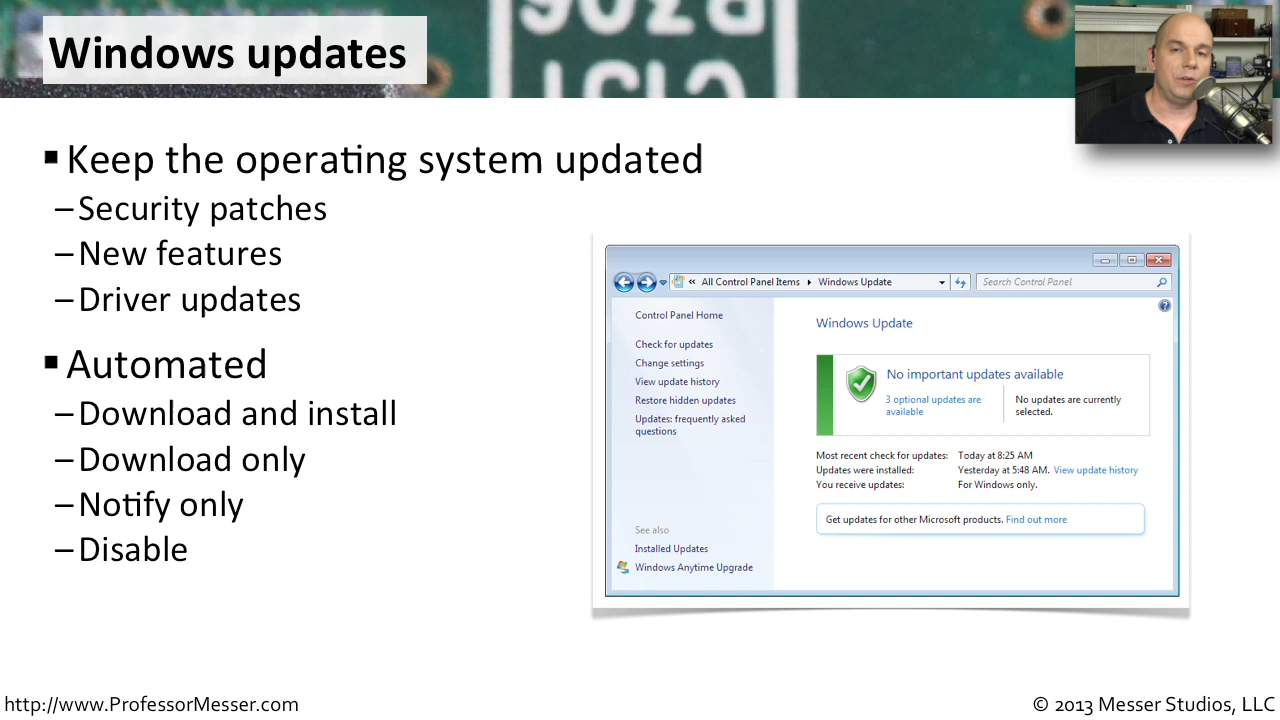 Windows updates
▪ Keep the operating system updated
– Security patches
– New features
– Driver updates
▪ Automated
– Download and install
– Download only
– Notify only
– Disable
« All Control Panel Items ▸ Windows Update
Search Control Panel
Control Panel Home
Check for updates
Change settings
View update history
Restore hidden updates
Updates: frequently asked
questions
See also
Installed Updates
Windows Anytime Upgrade
Windows Update
No important updates available
3 optional updates are
available
No updates are currently
selected.
Most recent check for updates: Today at 8:25 AM
Updates were installed: Yesterday at 5:48 AM. View update history
You receive updates: For Windows only.
Get updates for other Microsoft products. Find out more
http://www.ProfessorMesser.com
© 2013 Messer Studios, LLC